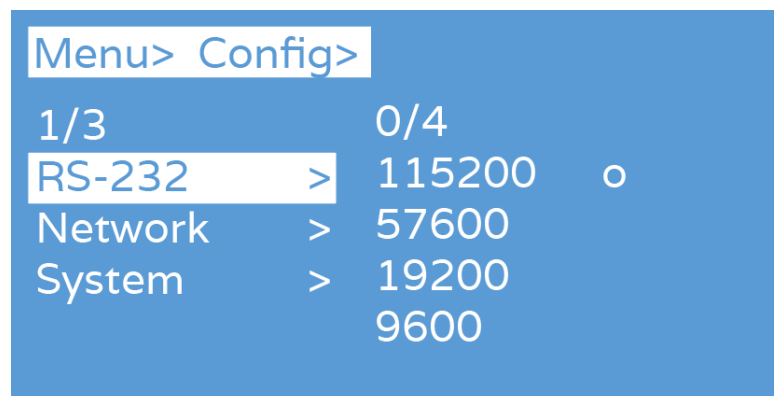 Menu> Config>
1/3 0/4
RS-232 > 115200 o
Network > 57600
System > 19200
9600